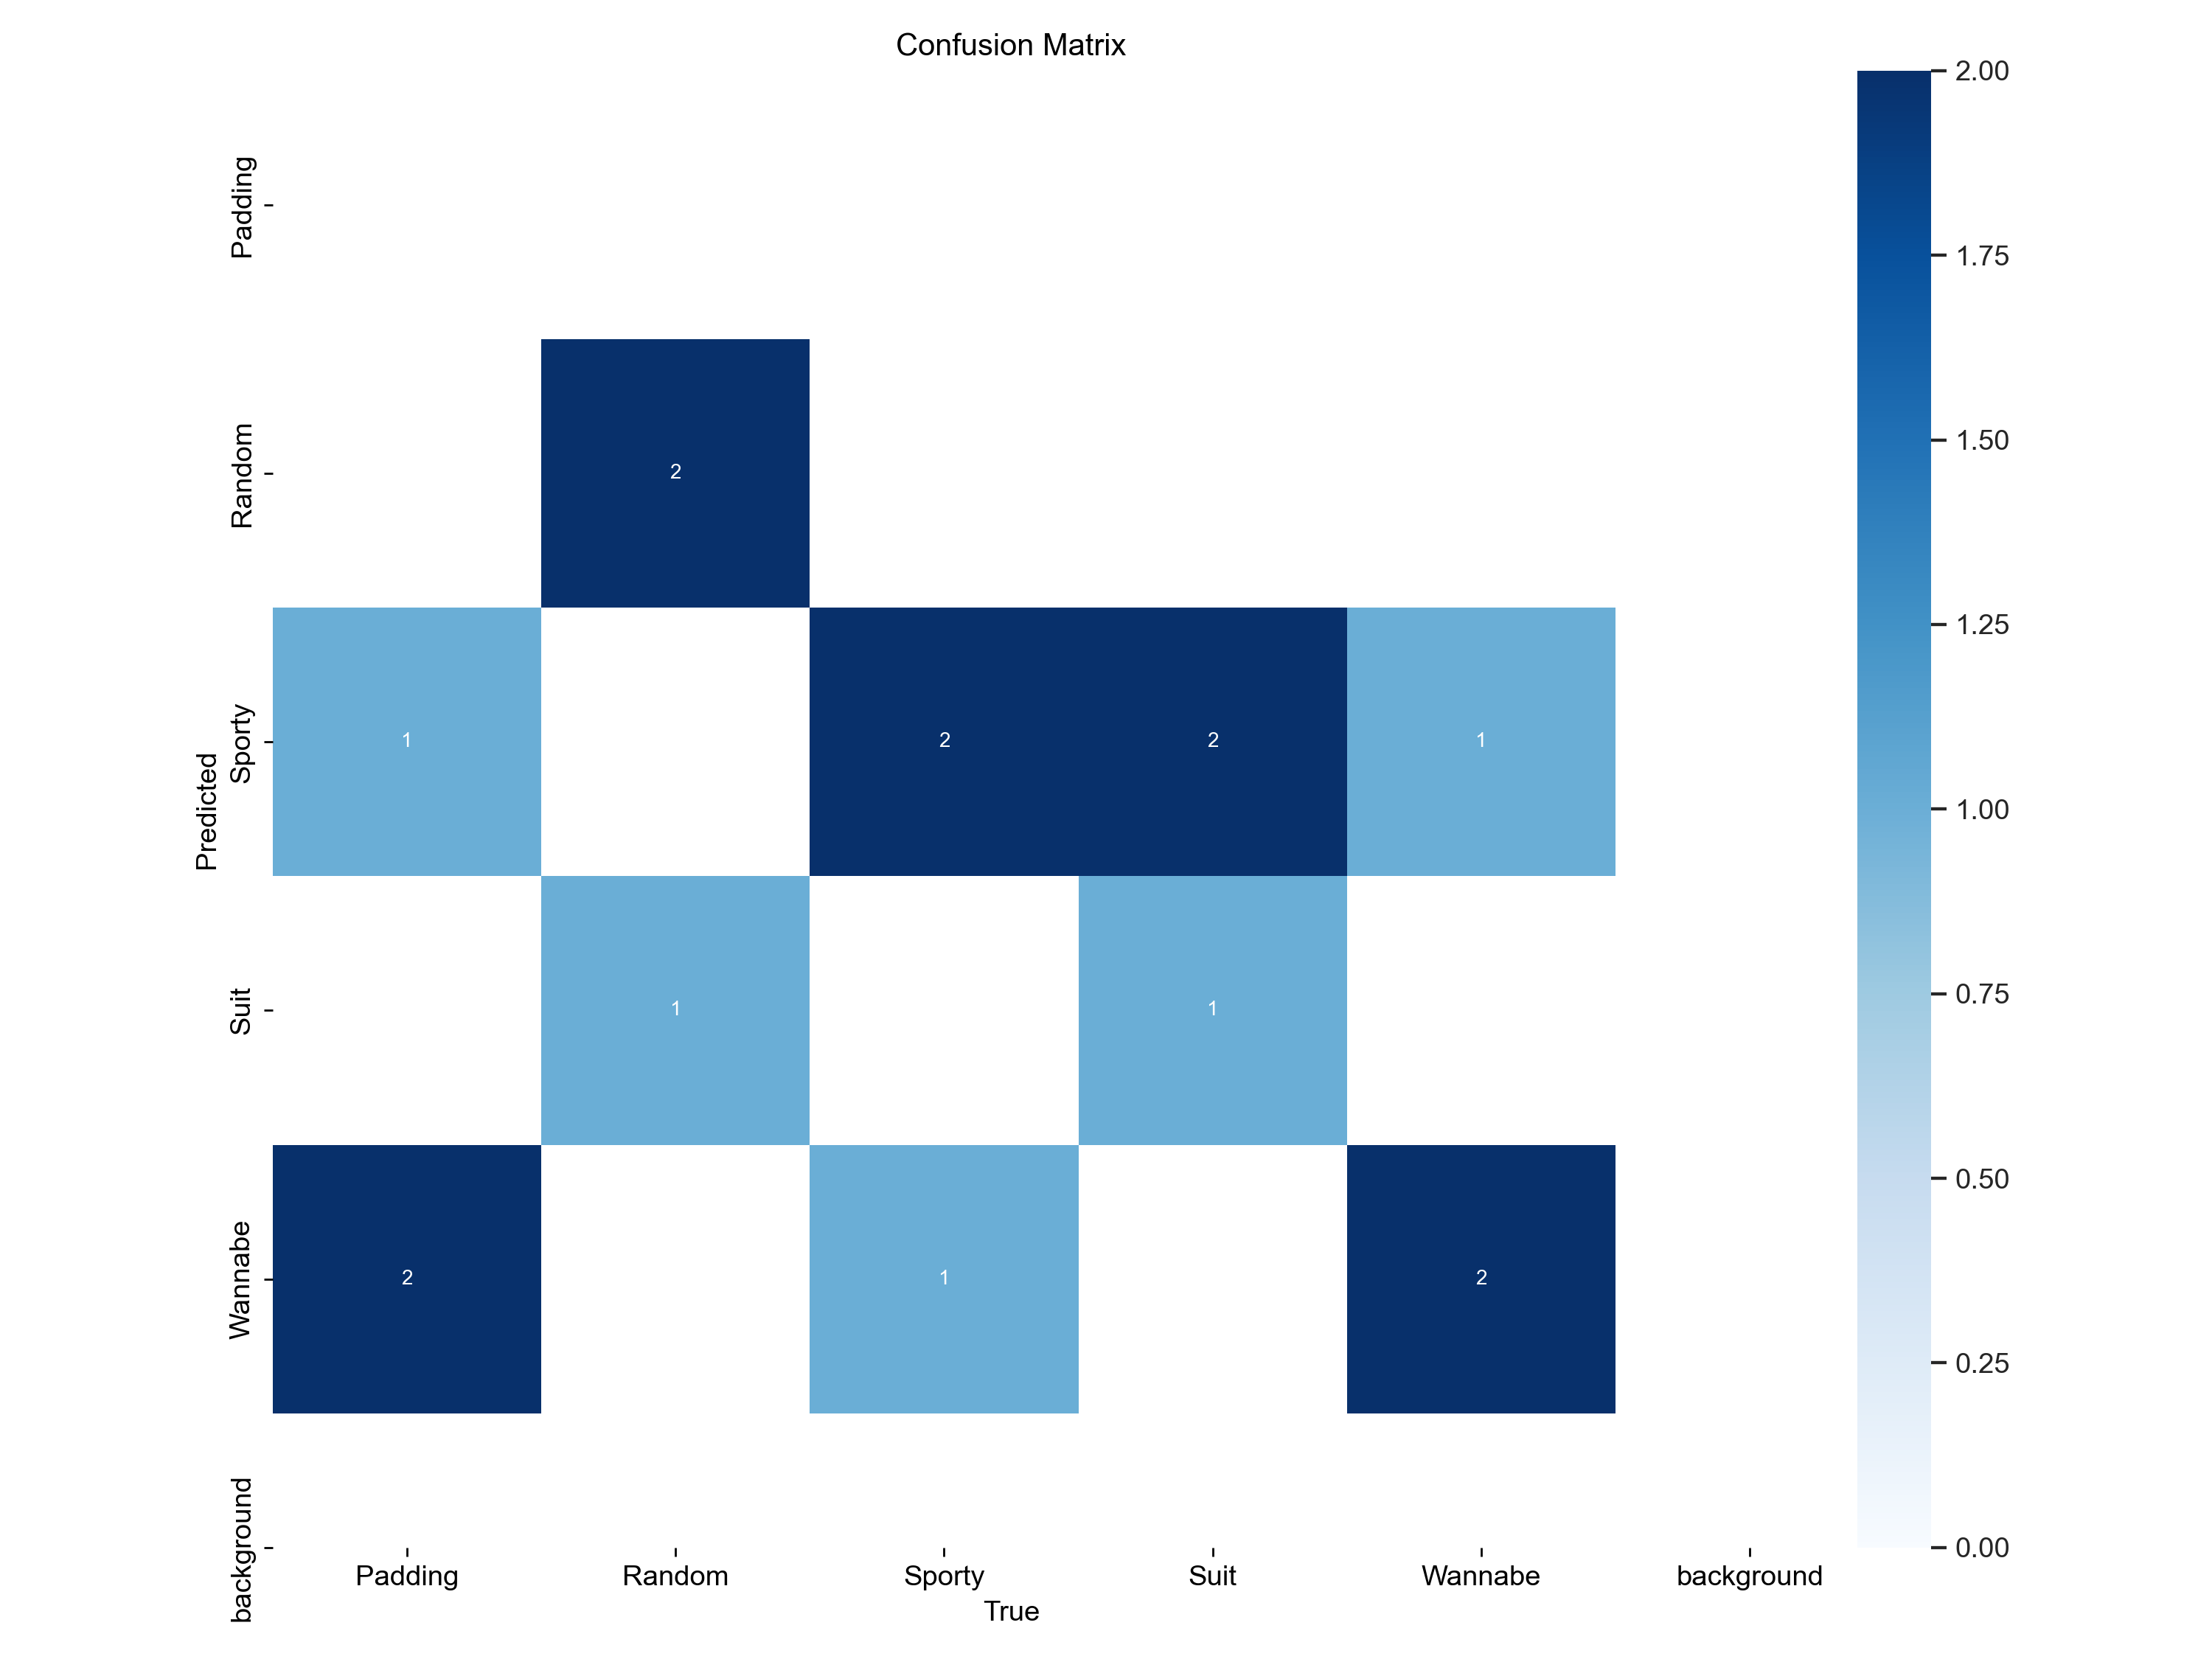 Confusion Matrix
Padding
Random
Sporty
Suit
Wannabe
background
Predicted
2
1 2 2 1
1 1
2 1 2
Padding Random Sporty Suit Wannabe background
True
2.00
1.75
1.50
1.25
1.00
0.75
0.50
0.25
0.00